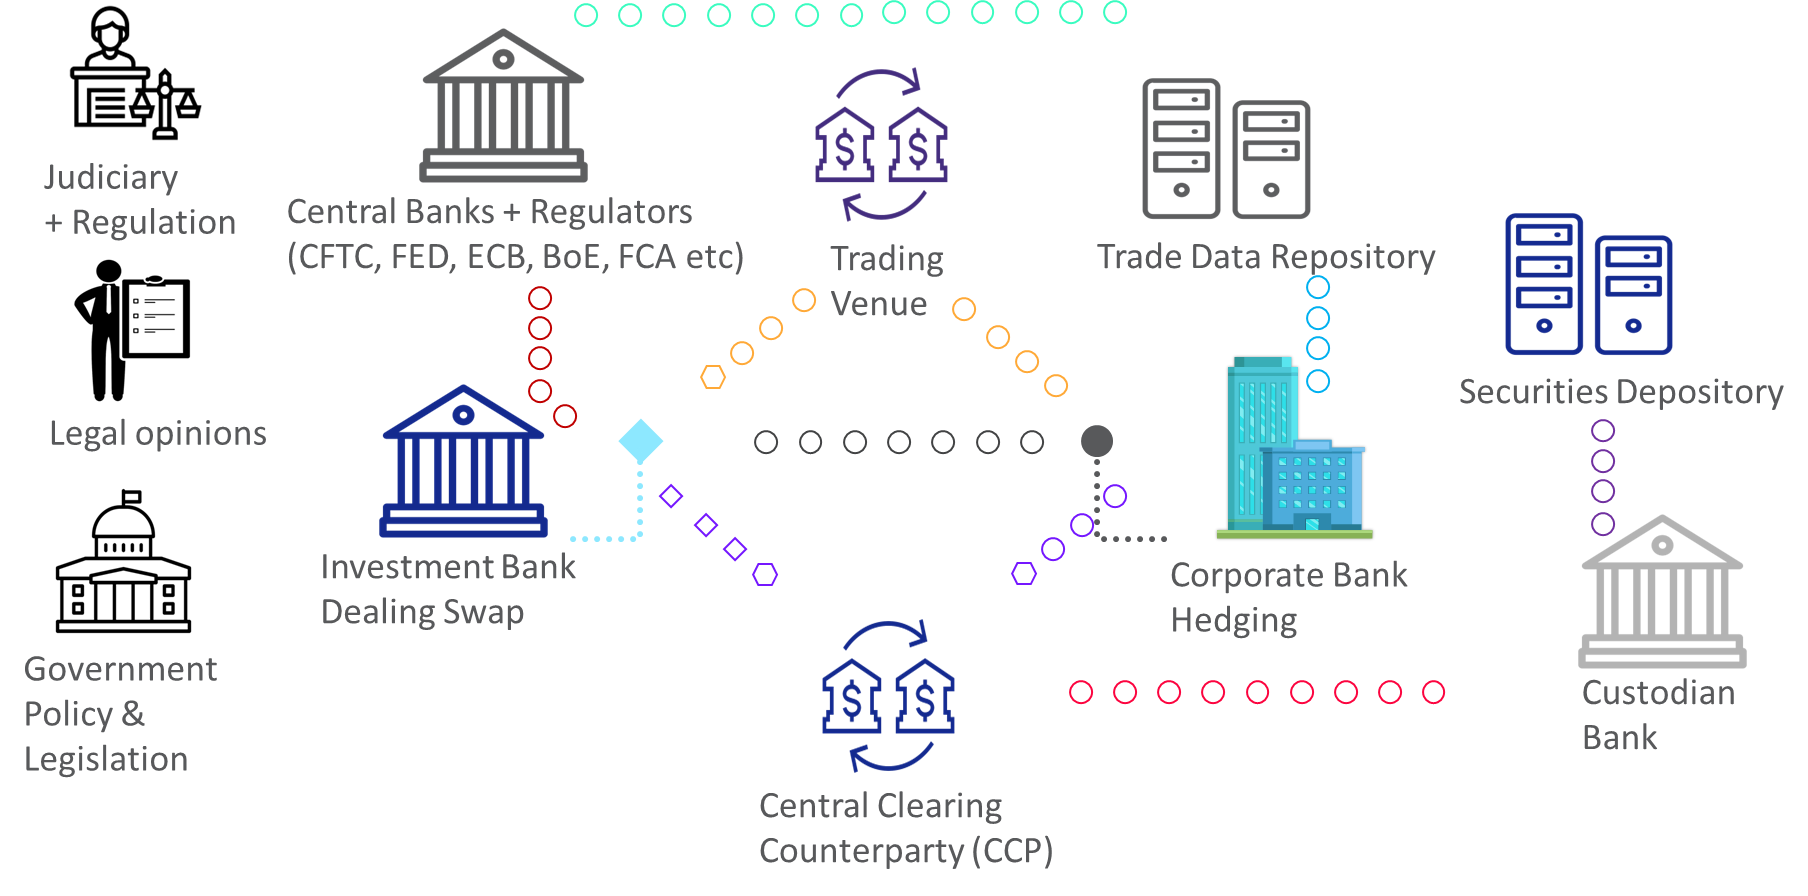 Judiciary
+ Regulation
Central Banks + Regulators
(CFTC, FED, ECB, BoE, FCA etc)
Trading
Venue
Trade Data Repository
Securities Depository
Legal opinions
Investment Bank
Dealing Swap
Corporate Bank
Hedging
Government
Policy &
Legislation
Custodian
Bank
Central Clearing
Counterparty (CCP)
$ $
$ $